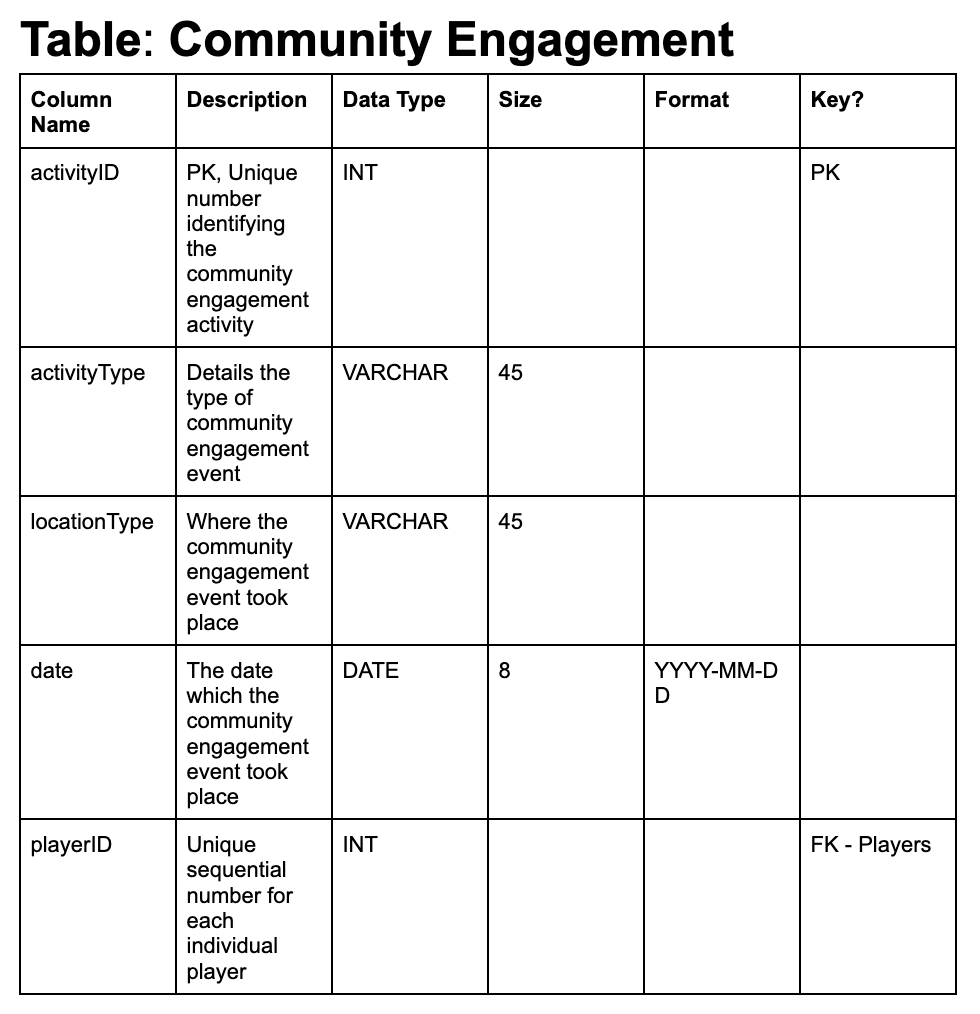 Table: Community Engagement
Column Name	Description	Data Type	Size	Format	Key?
activityID	PK, Unique number identifying the community engagement activity	INT			PK
activityType	Details the type of community engagement event	VARCHAR	45		
locationType	Where the community engagement event took place	VARCHAR	45		
date	The date which the community engagement event took place	DATE	8	YYYY-MM-DD	
playerID	Unique sequential number for each individual player	INT			FK - Players